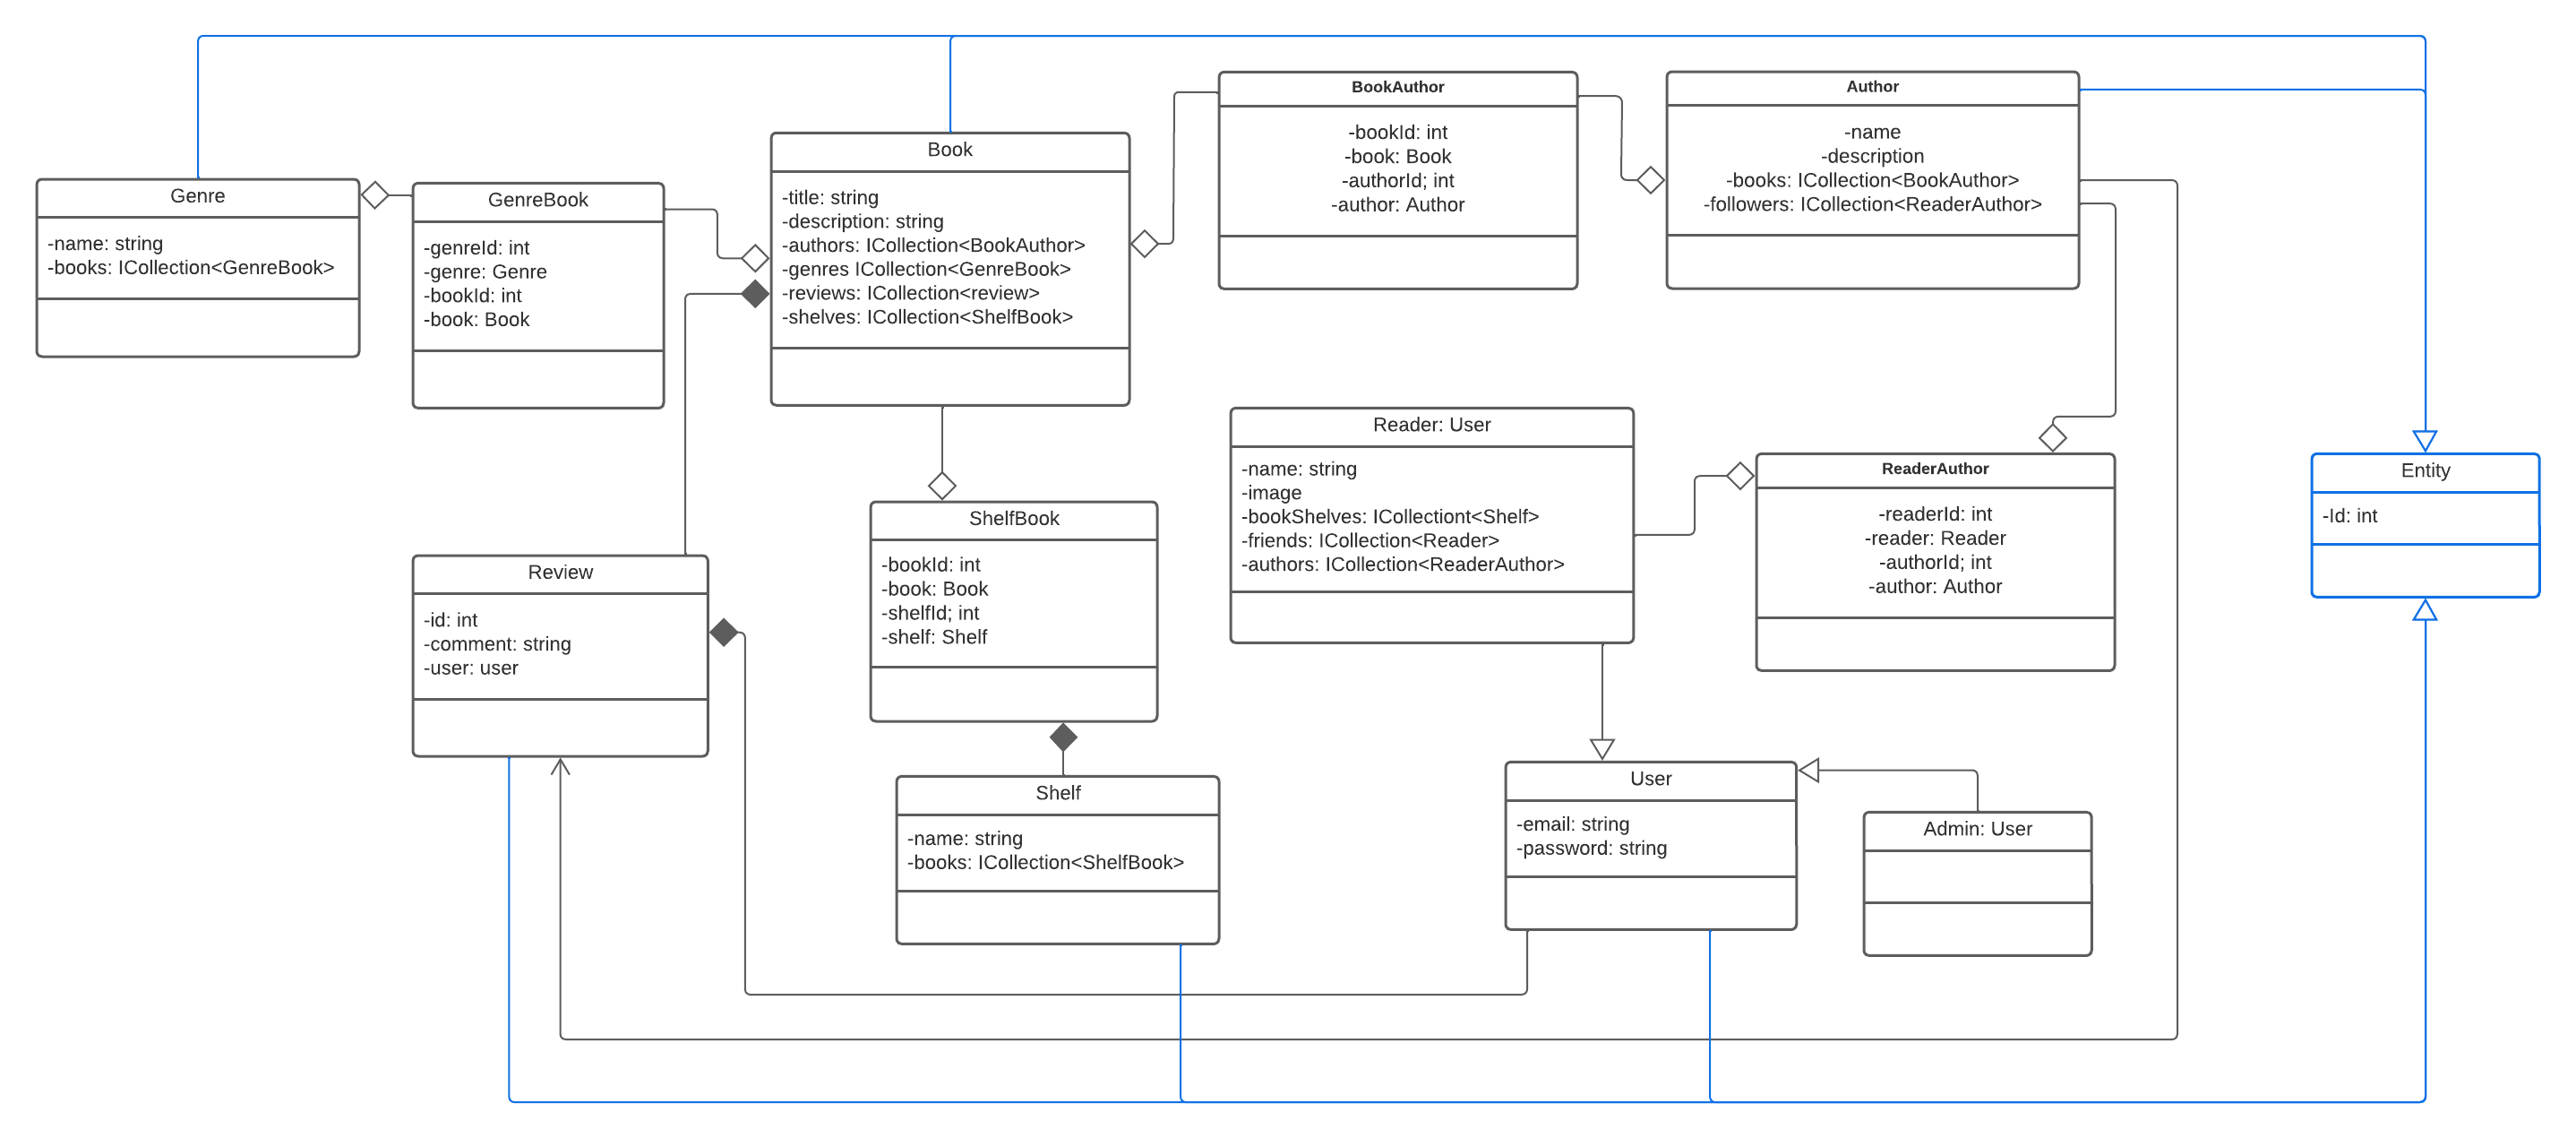 Genre
-name: string
-books: ICollection<GenreBook>
GenreBook
-genreId: int
-genre: Genre
-bookId: int
-book: Book
Book
-title: string
-description: string
-authors: ICollection<BookAuthor>
-genres ICollection<GenreBook>
-reviews: ICollection<review>
-shelves: ICollection<ShelfBook>
BookAuthor
-bookId: int
-book: Book
-authorId; int
-author: Author
Author
-name
-description
-books: ICollection<BookAuthor>
-followers: ICollection<ReaderAuthor>
Reader: User
-name: string
-image
-bookShelves: ICollectiont<Shelf>
-friends: ICollection<Reader>
-authors: ICollection<ReaderAuthor>
ReaderAuthor
-readerId: int
-reader: Reader
-authorId; int
-author: Author
Entity
-Id: int
Review
-id: int
-comment: string
-user: user
ShelfBook
-bookId: int
-book: Book
-shelfId; int
-shelf: Shelf
Shelf
-name: string
-books: ICollection<ShelfBook>
User
-email: string
-password: string
Admin: User